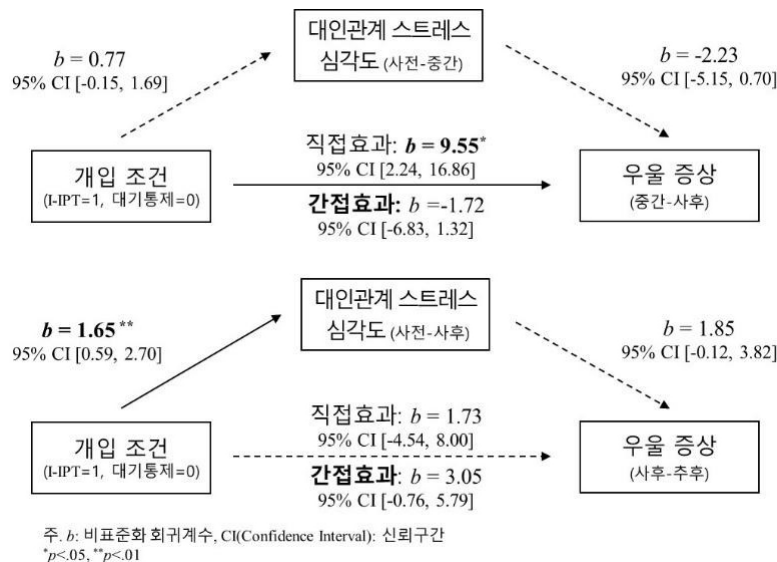 대인관계 스트레스
심각도 (사전-중간)
b = 0.77
95% CI [-0.15, 1.69]
b = -2.23
95% CI [-5.15, 0.70]
개입 조건
(I-IPT=1, 대기통제=0)
직접효과: b = 9.55*
95% CI [2.24, 16.86]
간접효과: b = -1.72
95% CI [-6.83, 1.32]
우울 증상
(중간-사후)
대인관계 스트레스
심각도 (사전-사후)
b = 1.65**
95% CI [0.59, 2.70]
b = 1.85
95% CI [-0.12, 3.82]
개입 조건
(I-IPT=1, 대기통제=0)
직접효과: b = 1.73
95% CI [-4.54, 8.00]
간접효과: b = 3.05
95% CI [-0.76, 5.79]
우울 증상
(사후-추후)
주. b: 비표준화 회귀계수, CI(Confidence Interval): 신뢰구간
*p<.05, **p<.01